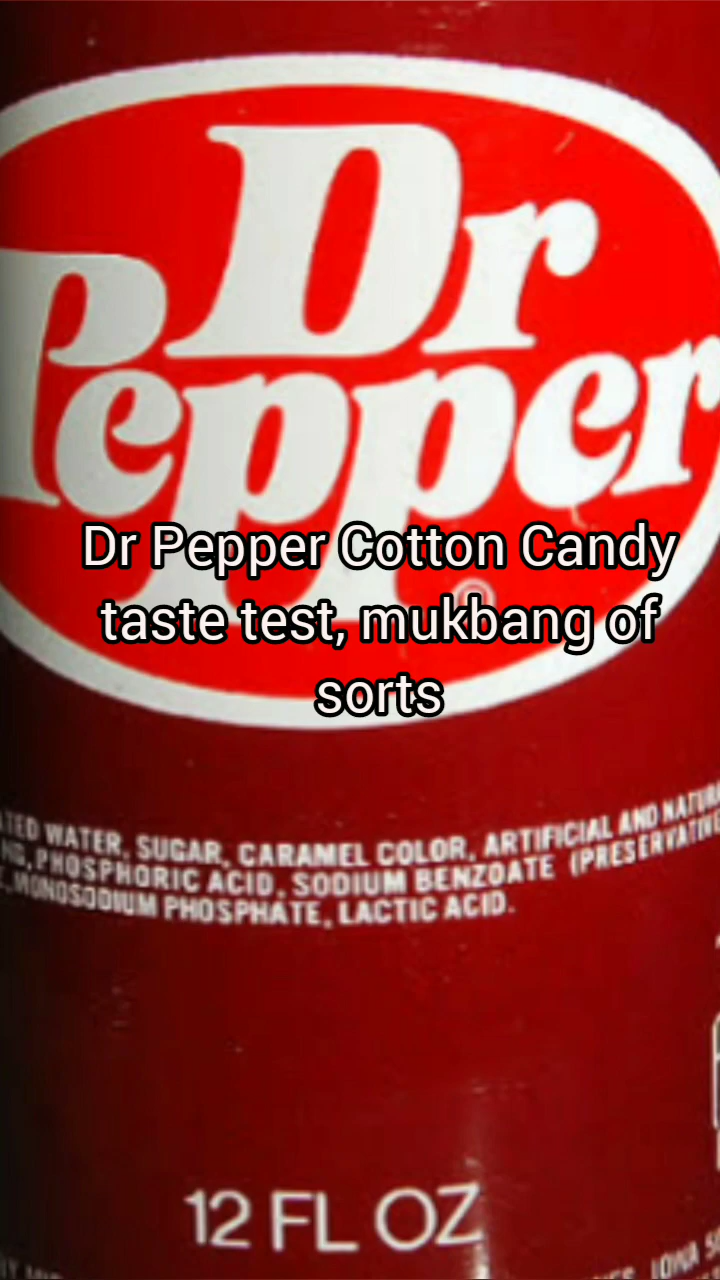 Dr
Pepper
Dr Pepper Cotton Candy
taste test, mukbang of
sorts
®
WATER, SUGAR, CARAMEL COLOR, ARTIFICIAL AND
PHOSPHORIC ACID, SODIUM BENZOATE (PRESERVATIVE
MONOSODIUM PHOSPHATE, LACTIC ACID.
12 FL OZ
IOWA